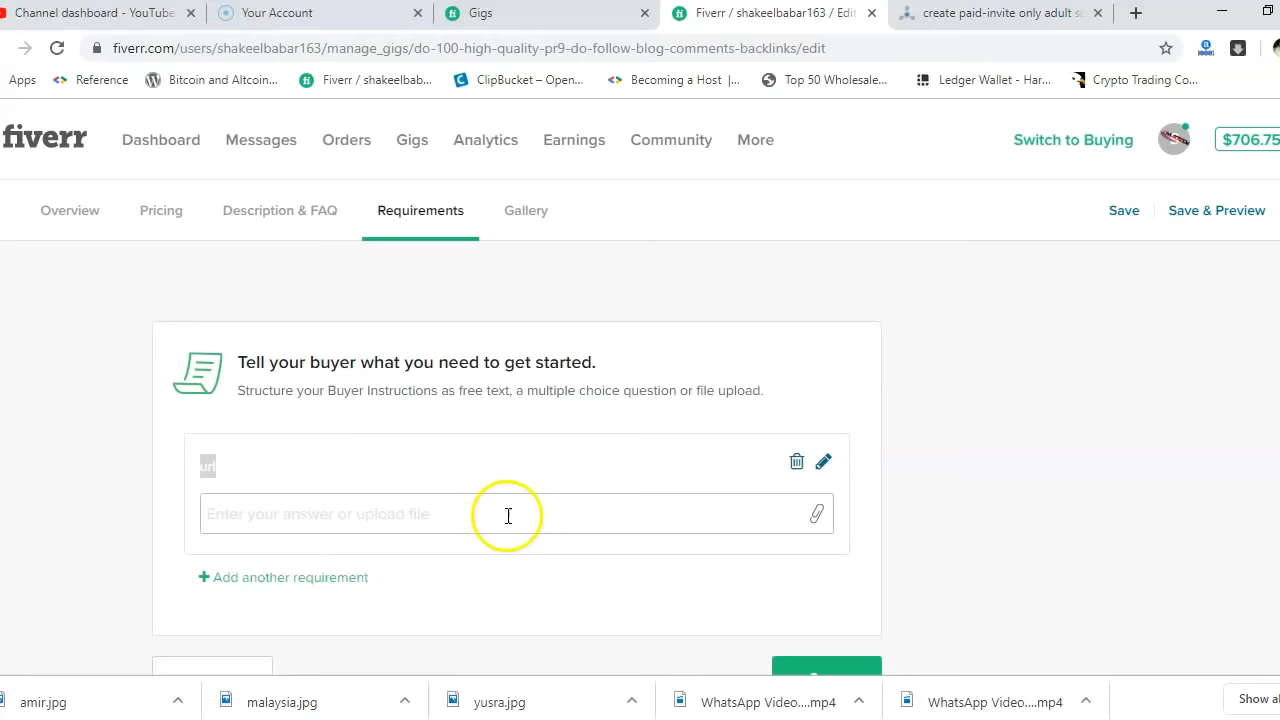 Channel dashboard - YouTube
Your Account
Gigs
Fiverr / shakeelbabar163 / Edit
create paid-invite only adult su
fiverr.com/users/shakeelbabar163/manage_gigs/do-100-high-quality-pr9-do-follow-blog-comments-backlinks/edit
Apps
Reference
Bitcoin and Altcoin...
Fiverr / shakeelbab...
ClipBucket – Open...
Becoming a Host |...
Top 50 Wholesale...
Ledger Wallet - Har...
Crypto Trading Co...
fiverr
Dashboard
Messages
Orders
Gigs
Analytics
Earnings
Community
More
Switch to Buying
$706.75
Overview
Pricing
Description & FAQ
Requirements
Gallery
Save
Save & Preview
Tell your buyer what you need to get started.
Structure your Buyer Instructions as free text, a multiple choice question or file upload.
url
Enter your answer or upload file
+ Add another requirement
amir.jpg
malaysia.jpg
yusra.jpg
WhatsApp Video....mp4
WhatsApp Video....mp4
Show al